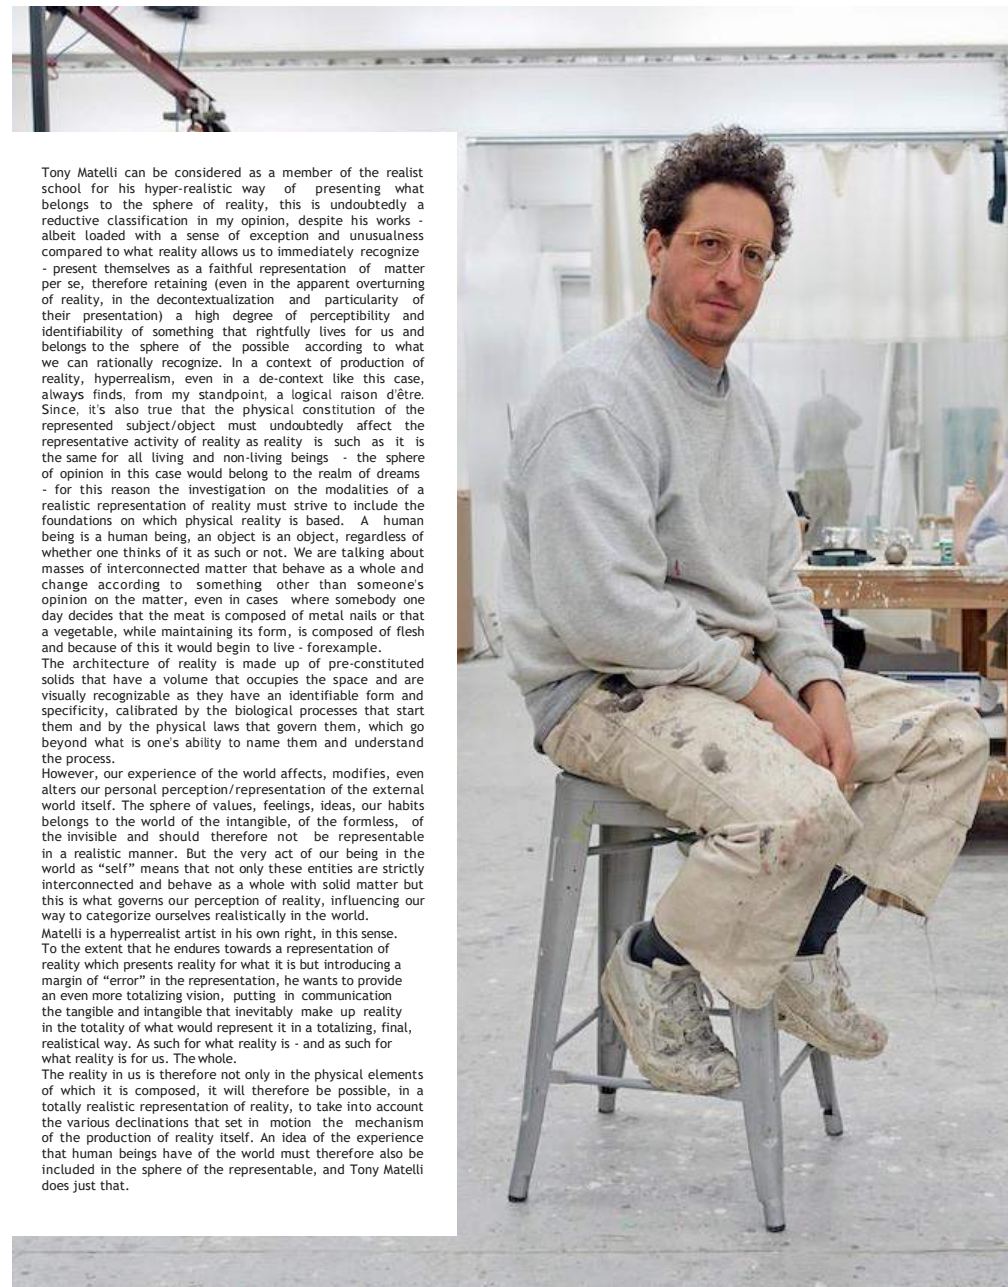 Tony Matelli can be considered as a member of the realist
school for his hyper-realistic way of presenting what
belongs to the sphere of reality, this is undoubtedly a
reductive classification in my opinion, despite his works -
albeit loaded with a sense of exception and unusualness
compared to what reality allows us to immediately recognize
- present themselves as a faithful representation of matter
per se, therefore retaining (even in the apparent overturning
of reality, in the decontextualization and particularity of
their presentation) a high degree of perceptibility and
identifiability of something that rightfully lives for us and
belongs to the sphere of the possible according to what
we can rationally recognize. In a context of production of
reality, hyperrealism, even in a de-context like this case,
always finds, from my standpoint, a logical raison d'être.
Since, it's also true that the physical constitution of the
represented subject/object must undoubtedly affect the
representative activity of reality as reality is such as it is
the same for all living and non-living beings - the sphere
of opinion in this case would belong to the realm of dreams
- for this reason the investigation on the modalities of a
realistic representation of reality must strive to include the
foundations on which physical reality is based. A human
being is a human being, an object is an object, regardless of
whether one thinks of it as such or not. We are talking about
masses of interconnected matter that behave as a whole and
change according to something other than someone's
opinion on the matter, even in cases where somebody one
day decides that the meat is composed of metal nails or that
a vegetable, while maintaining its form, is composed of flesh
and because of this it would begin to live - forexample.
The architecture of reality is made up of pre-constituted
solids that have a volume that occupies the space and are
visually recognizable as they have an identifiable form and
specificity, calibrated by the biological processes that start
them and by the physical laws that govern them, which go
beyond what is one's ability to name them and understand
the process.
However, our experience of the world affects, modifies, even
alters our personal perception/representation of the external
world itself. The sphere of values, feelings, ideas, our habits
belongs to the world of the intangible, of the formless, of
the invisible and should therefore not be representable
in a realistic manner. But the very act of our being in the
world as “self” means that not only these entities are strictly
interconnected and behave as a whole with solid matter but
this is what governs our perception of reality, influencing our
way to categorize ourselves realistically in the world.
Matelli is a hyperrealist artist in his own right, in this sense.
To the extent that he endures towards a representation of
reality which presents reality for what it is but introducing a
margin of “error” in the representation, he wants to provide
an even more totalizing vision, putting in communication
the tangible and intangible that inevitably make up reality
in the totality of what would represent it in a totalizing, final,
realistical way. As such for what reality is - and as such for
what reality is for us. The whole.
The reality in us is therefore not only in the physical elements
of which it is composed, it will therefore be possible, in a
totally realistic representation of reality, to take into account
the various declinations that set in motion the mechanism
of the production of reality itself. An idea of the experience
that human beings have of the world must therefore also be
included in the sphere of the representable, and Tony Matelli
does just that.